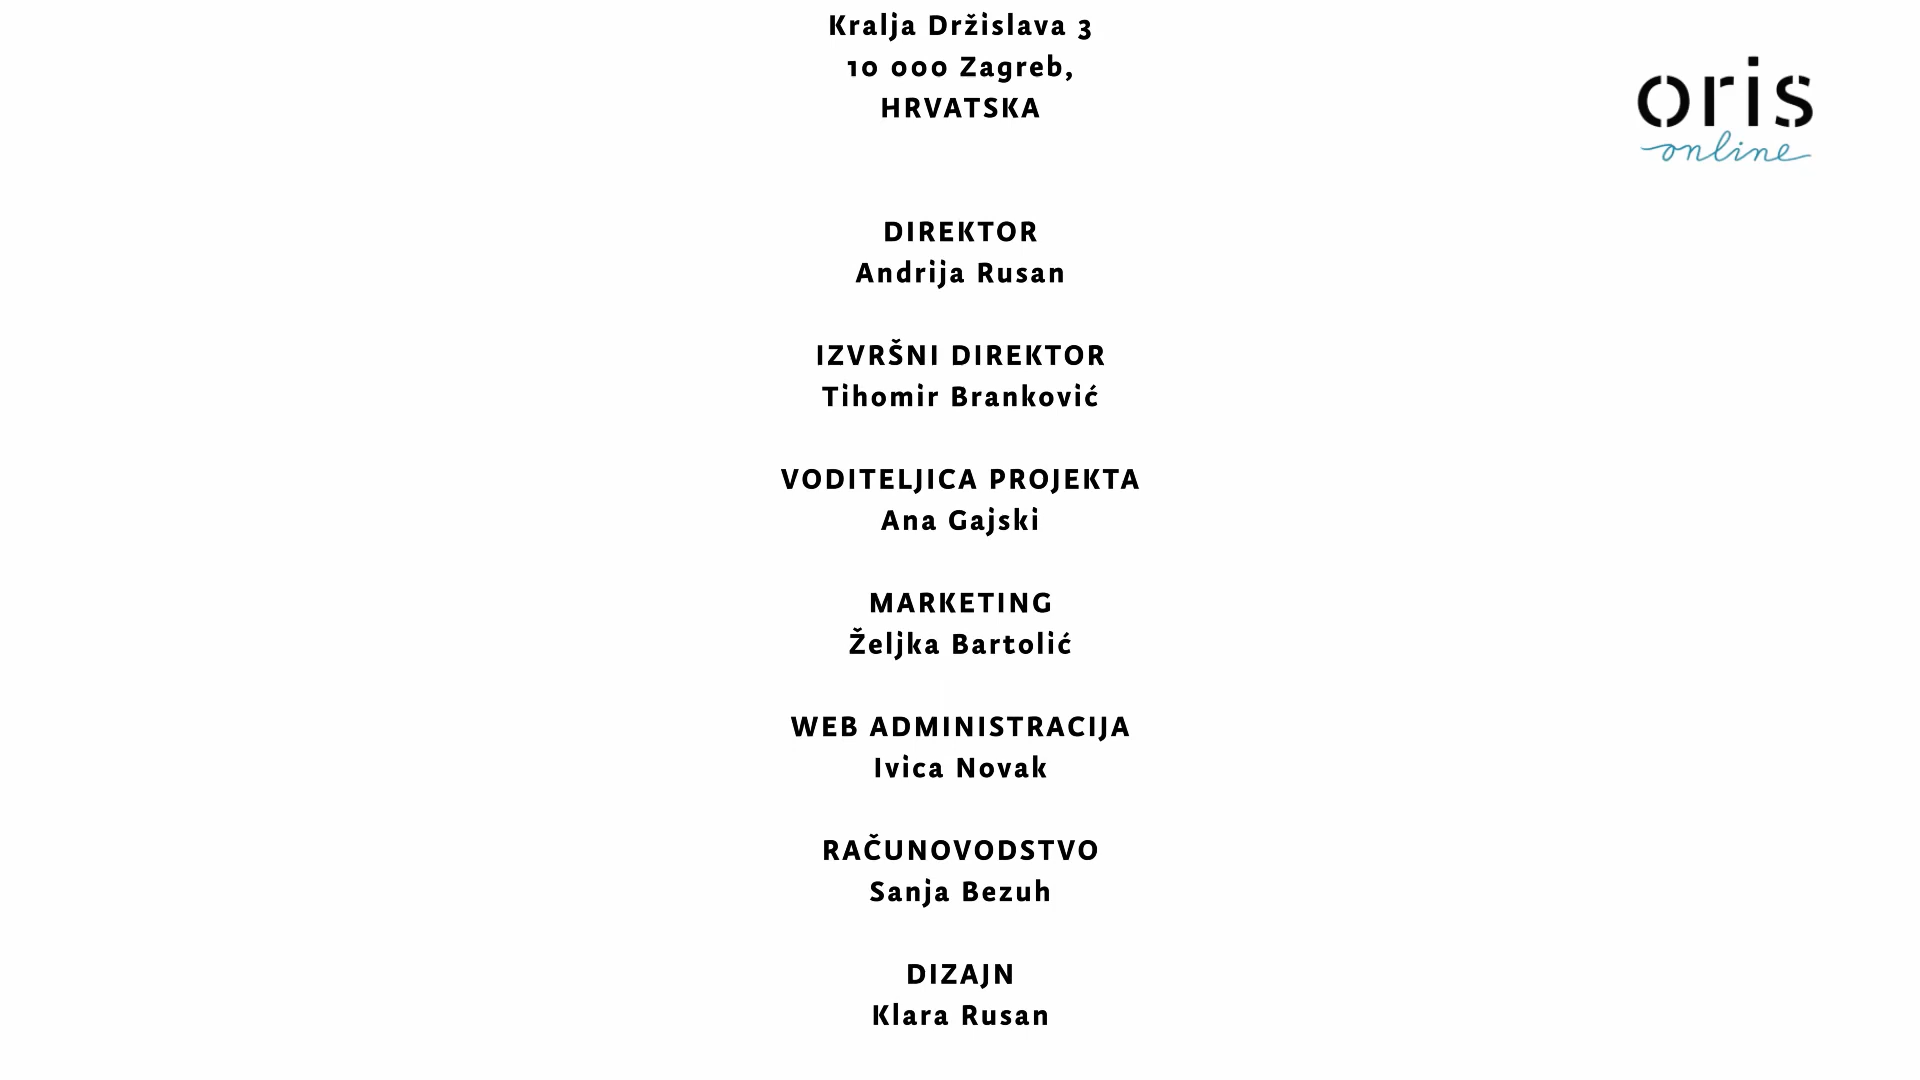 Kralja Držislava 3
10 000 Zagreb,
HRVATSKA
oris
online
DIREKTOR
Andrija Rusan
IZVRŠNI DIREKTOR
Tihomir Branković
VODITELJICA PROJEKTA
Ana Gajski
MARKETING
Željka Bartolić
WEB ADMINISTRACIJA
Ivica Novak
RAČUNOVODSTVO
Sanja Bezuh
DIZAJN
Klara Rusan